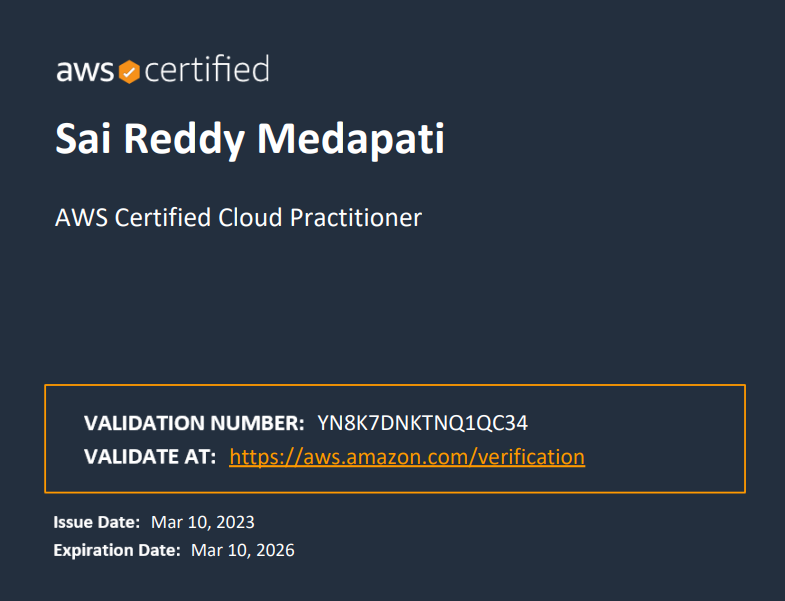 aws certified
Sai Reddy Medapati
AWS Certified Cloud Practitioner
VALIDATION NUMBER: YN8K7DNKTNQ1QC34
VALIDATE AT: https://aws.amazon.com/verification
Issue Date: Mar 10, 2023
Expiration Date: Mar 10, 2026